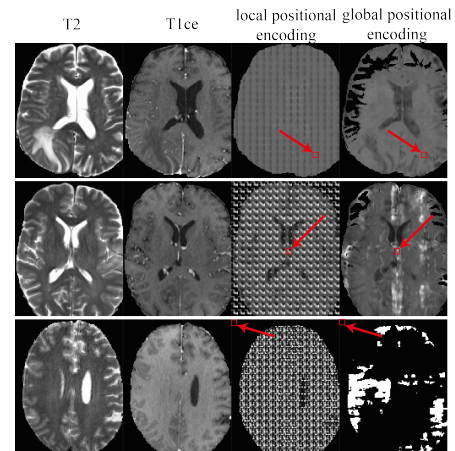 T2
T1ce
local positional
encoding
global positional
encoding